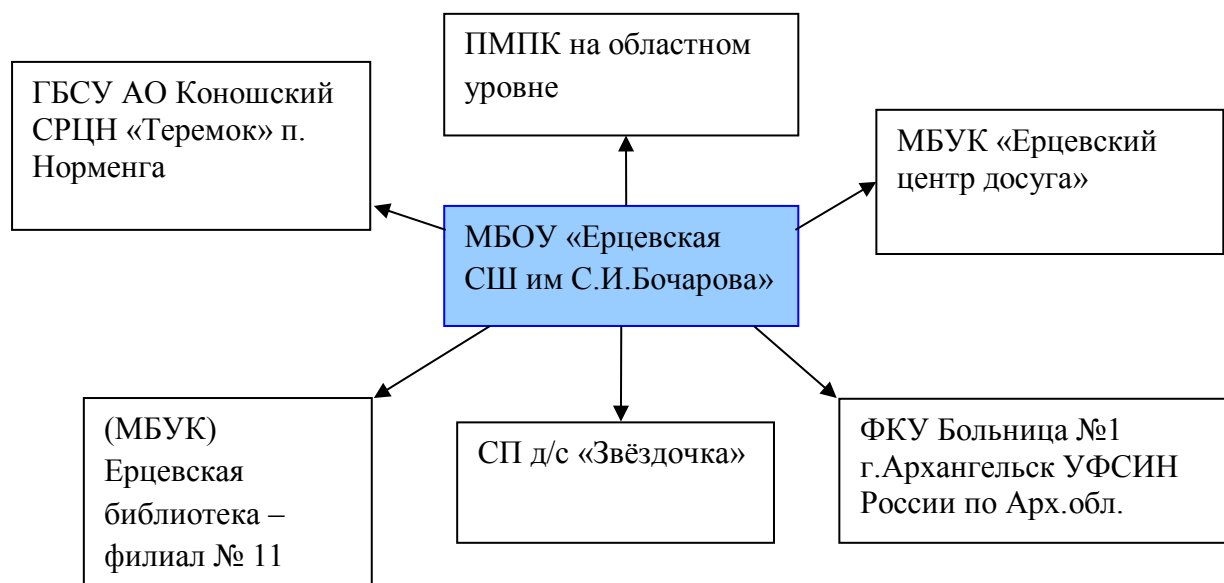 ПМПК на областном
уровне
ГБСУ АО Коношский
СРЦН «Теремок» п.
Норменга
МБУК «Ерцевский
центр досуга»
МБОУ «Ерцевская
СШ им С.И.Бочарова»
(МБУК)
Ерцевская
библиотека –
филиал № 11
СП д/с «Звёздочка»
ФКУ Больница №1
г.Архангельск УФСИН
России по Арх.обл.